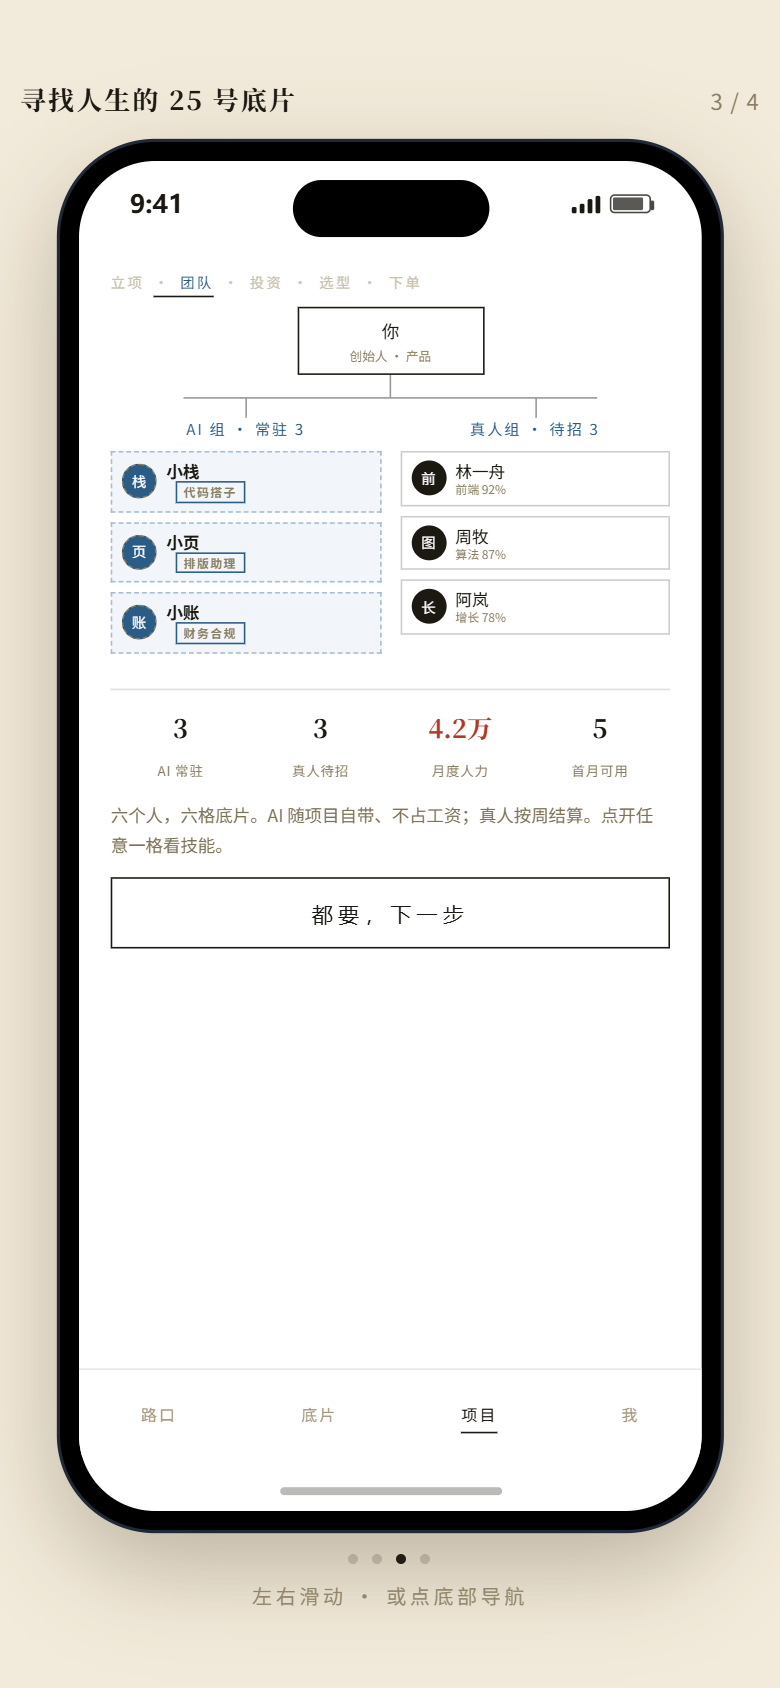 寻找人生的 25 号底片
3 / 4
9:41
立项 · 团队 · 投资 · 选型 · 下单
你
创始人 · 产品
AI 组 · 常驻 3
真人组 · 待招 3
栈
小栈
代码搭子
页
小页
排版助理
账
小账
财务合规
前
林一舟
前端 92%
图
周牧
算法 87%
长
阿岚
增长 78%
3
AI 常驻
3
真人待招
4.2万
月度人力
5
首月可用
六个人，六格底片。AI 随项目自带、不占工资；真人按周结算。点开任
意一格看技能。
都要，下一步
路口
底片
项目
我
左右滑动 · 或点底部导航